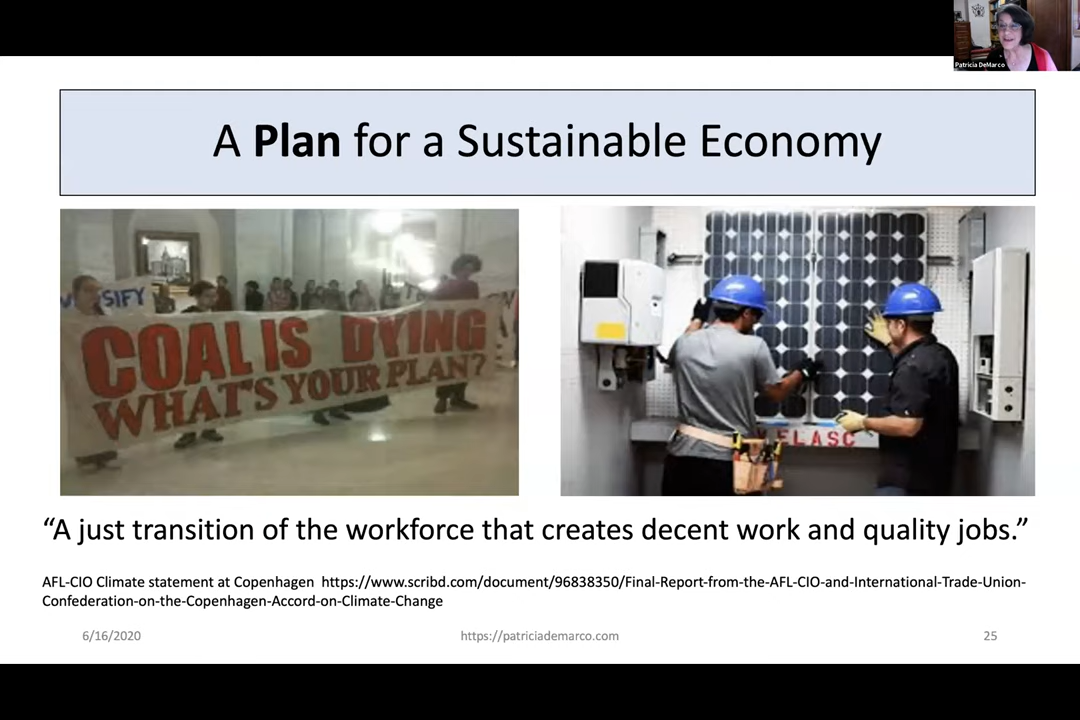 Patricia DeMarco
A Plan for a Sustainable Economy
SIFY
COAL IS DYING
WHAT'S YOUR PLAN?
ELASC
“A just transition of the workforce that creates decent work and quality jobs.”
AFL-CIO Climate statement at Copenhagen https://www.scribd.com/document/96838350/Final-Report-from-the-AFL-CIO-and-International-Trade-Union-
Confederation-on-the-Copenhagen-Accord-on-Climate-Change
6/16/2020 https://patriciademarco.com 25